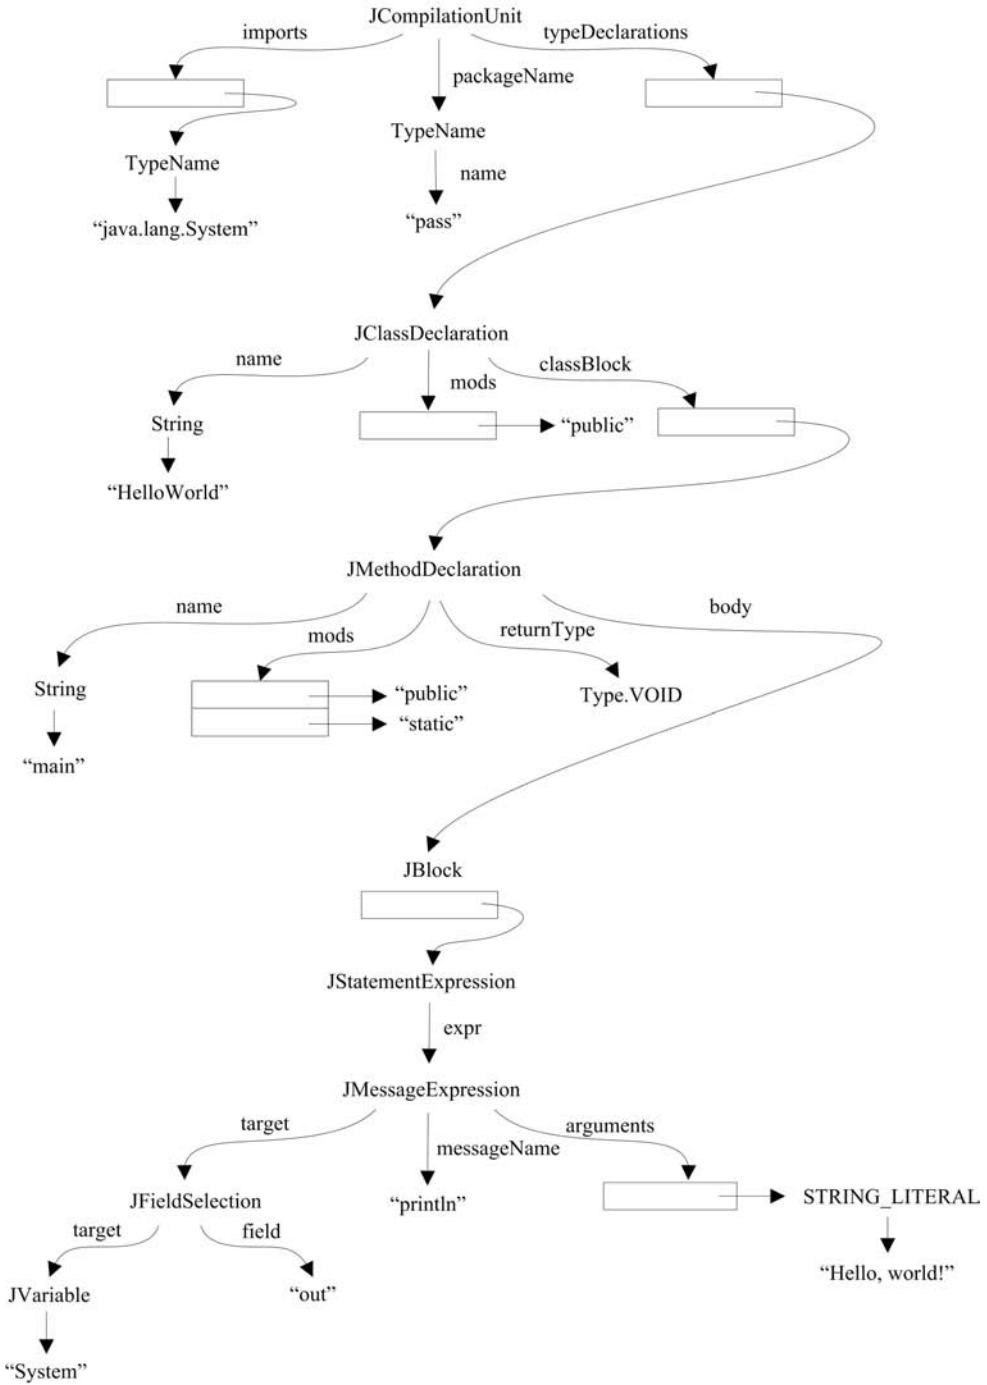 JCompilationUnit
imports
typeDeclarations
packageName
TypeName
TypeName
name
“java.lang.System”
“pass”
JClassDeclaration
name
mods
classBlock
String
“public”
“HelloWorld”
JMethodDeclaration
name
mods
returnType
body
String
“public”
“static”
Type.VOID
“main”
JBlock
JStatementExpression
expr
JMessageExpression
target
messageName
arguments
JFieldSelection
“println”
STRING_LITERAL
target
field
“Hello, world!”
JVariable
“out”
“System”